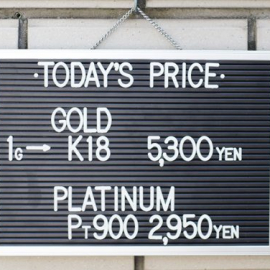 ·TODAY'S PRICE·
GOLD
1G→ K18 5,300YEN
PLATINUM
PT900 2,950YEN